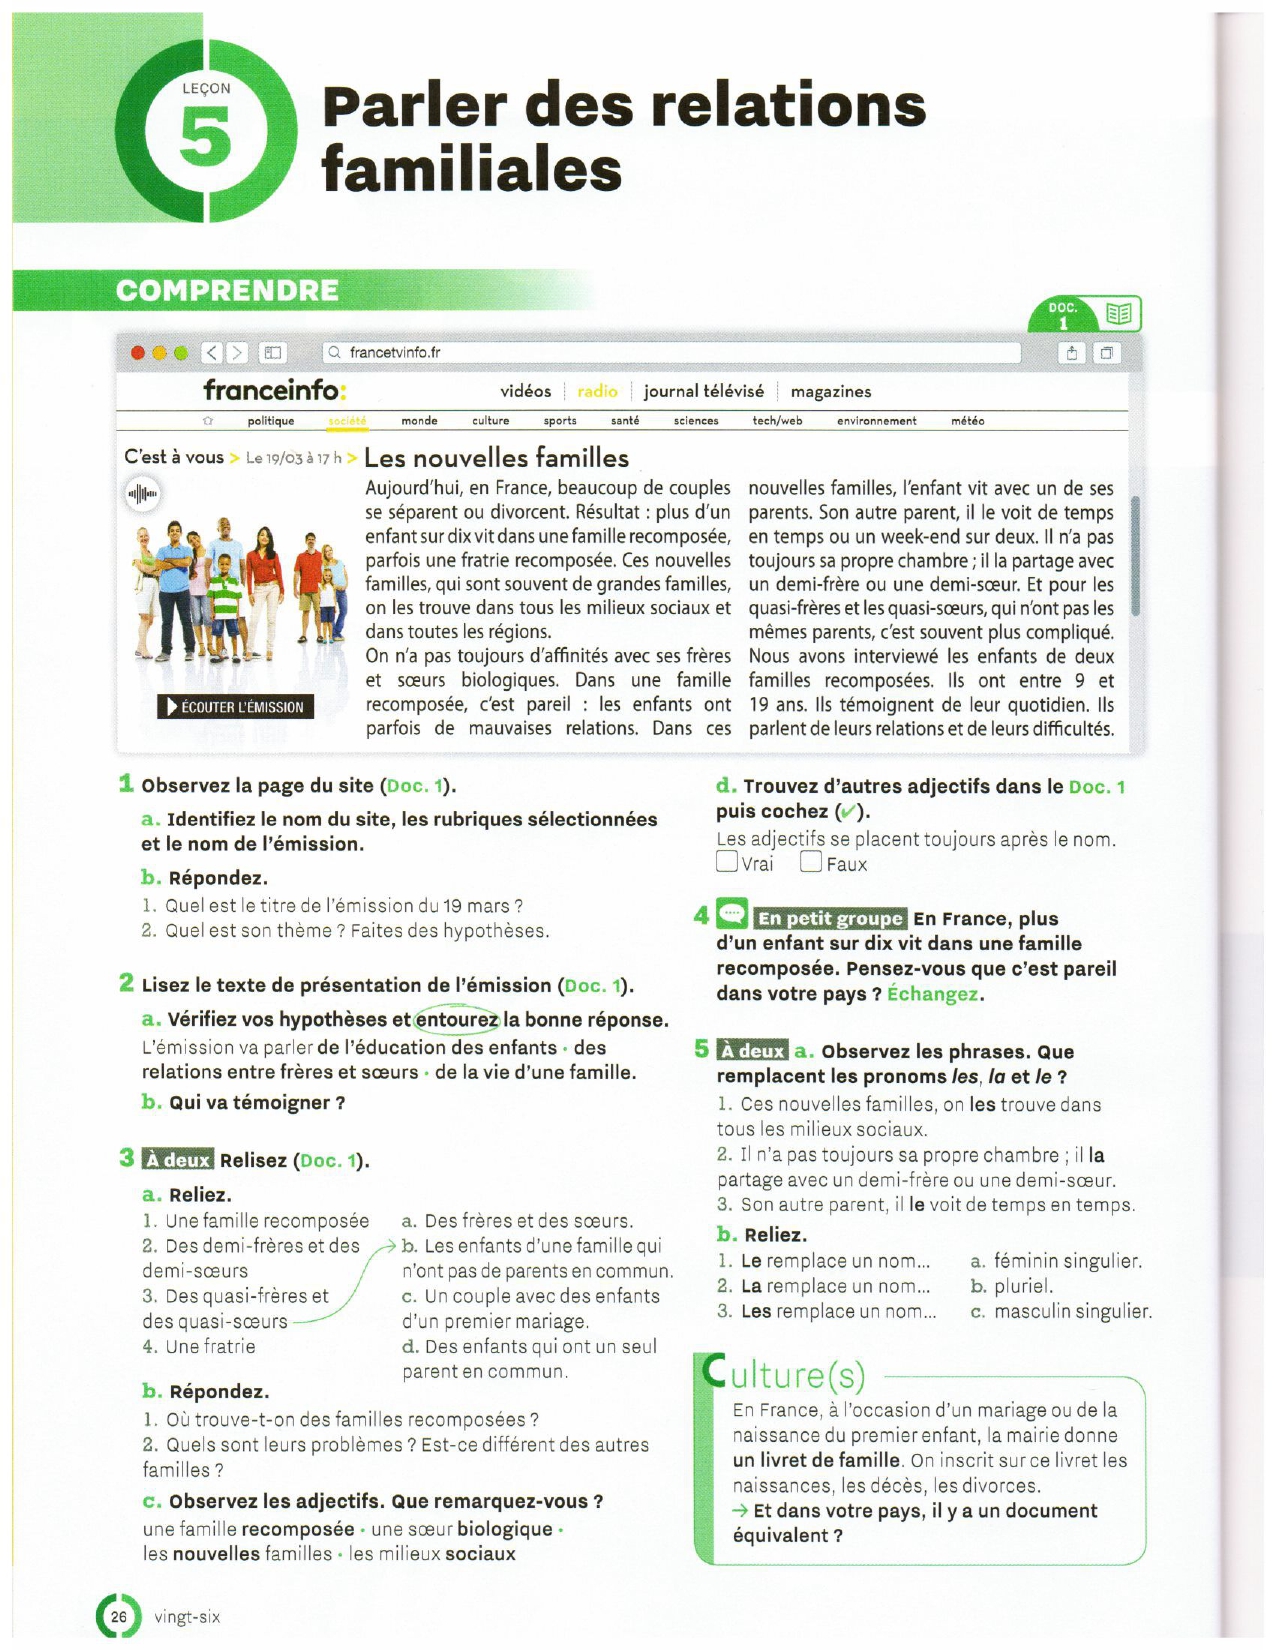 LEÇON
5
Parler des relations
familiales
COMPRENDRE
DOC.
1
francetvinfo.fr
franceinfo:
vidéos
radio
journal télévisé
magazines
politique
société
monde
culture
sports
santé
sciences
tech/web
environnement
météo
C'est à vous > Le 19/03 à 17 h > Les nouvelles familles
Aujourd'hui, en France, beaucoup de couples
se séparent ou divorcent. Résultat : plus d'un
enfant sur dix vit dans une famille recomposée,
parfois une fratrie recomposée. Ces nouvelles
familles, qui sont souvent de grandes familles,
on les trouve dans tous les milieux sociaux et
dans toutes les régions.
On n'a pas toujours d'affinités avec ses frères
et sœurs biologiques. Dans une famille
recomposée, c'est pareil : les enfants ont
parfois de mauvaises relations. Dans ces
nouvelles familles, l'enfant vit avec un de ses
parents. Son autre parent, il le voit de temps
en temps ou un week-end sur deux. Il n'a pas
toujours sa propre chambre ; il la partage avec
un demi-frère ou une demi-sœur. Et pour les
quasi-frères et les quasi-sœurs, qui n'ont pas les
mêmes parents, c'est souvent plus compliqué.
Nous avons interviewé les enfants de deux
familles recomposées. Ils ont entre 9 et
19 ans. Ils témoignent de leur quotidien. Ils
parlent de leurs relations et de leurs difficultés.
ÉCOUTER L'ÉMISSION
1 Observez la page du site (Doc. 1).
a. Identifiez le nom du site, les rubriques sélectionnées
et le nom de l'émission.
b. Répondez.
1. Quel est le titre de l'émission du 19 mars ?
2. Quel est son thème ? Faites des hypothèses.
2 Lisez le texte de présentation de l'émission (Doc. 1).
a. Vérifiez vos hypothèses et entourez la bonne réponse.
L'émission va parler de l'éducation des enfants • des
relations entre frères et sœurs • de la vie d'une famille.
b. Qui va témoigner ?
3 À deux Relisez (Doc. 1).
a. Reliez.
1. Une famille recomposée
2. Des demi-frères et des
demi-sœurs
3. Des quasi-frères et
des quasi-sœurs
4. Une fratrie
a. Des frères et des sœurs.
b. Les enfants d'une famille qui
n'ont pas de parents en commun.
c. Un couple avec des enfants
d'un premier mariage.
d. Des enfants qui ont un seul
parent en commun.
b. Répondez.
1. Où trouve-t-on des familles recomposées ?
2. Quels sont leurs problèmes ? Est-ce différent des autres
familles ?
c. Observez les adjectifs. Que remarquez-vous ?
une famille recomposée • une sœur biologique •
les nouvelles familles • les milieux sociaux
d. Trouvez d'autres adjectifs dans le Doc. 1
puis cochez (✓).
Les adjectifs se placent toujours après le nom.
☐ Vrai ☐ Faux
4 En petit groupe En France, plus
d'un enfant sur dix vit dans une famille
recomposée. Pensez-vous que c'est pareil
dans votre pays ? Échangez.
5 À deux a. Observez les phrases. Que
remplacent les pronoms les, la et le ?
1. Ces nouvelles familles, on les trouve dans
tous les milieux sociaux.
2. Il n'a pas toujours sa propre chambre ; il la
partage avec un demi-frère ou une demi-sœur.
3. Son autre parent, il le voit de temps en temps.
b. Reliez.
1. Le remplace un nom...
2. La remplace un nom...
3. Les remplace un nom...
a. féminin singulier.
b. pluriel.
c. masculin singulier.
Culture(s)
En France, à l'occasion d'un mariage ou de la
naissance du premier enfant, la mairie donne
un livret de famille. On inscrit sur ce livret les
naissances, les décès, les divorces.
→ Et dans votre pays, il y a un document
équivalent ?
26 vingt-six